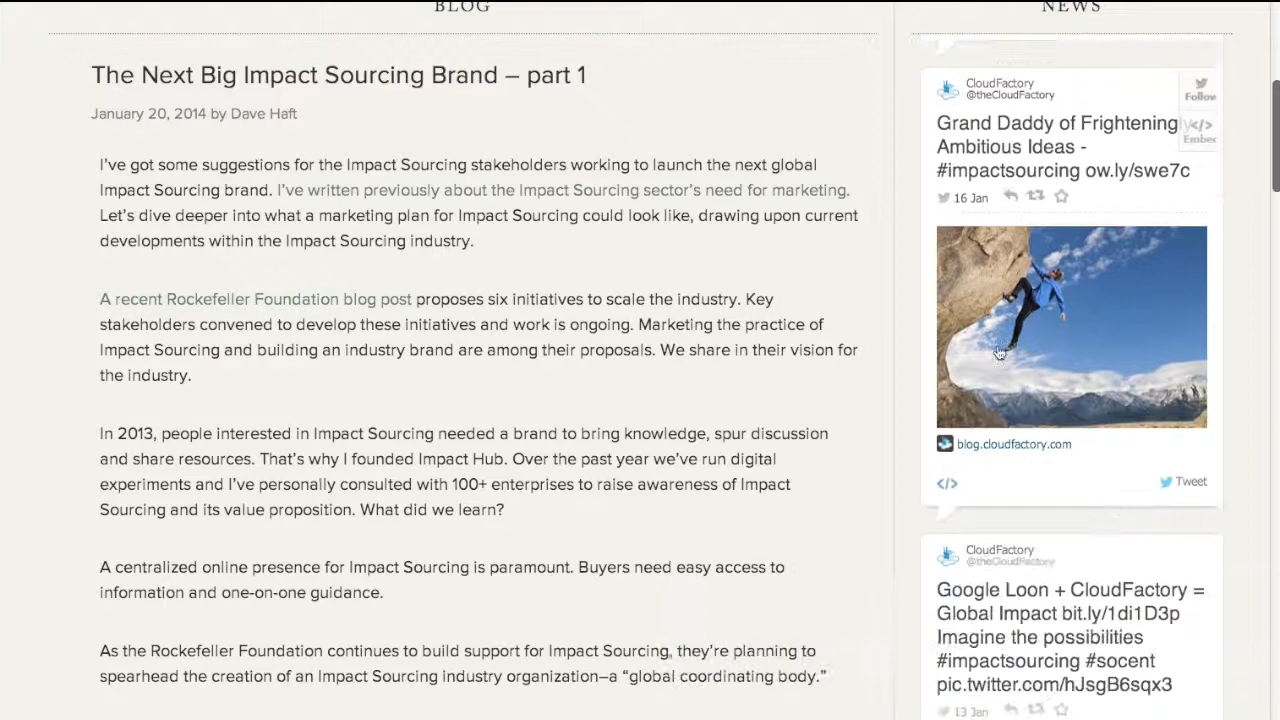 BLOG
NEWS
The Next Big Impact Sourcing Brand – part 1
January 20, 2014 by Dave Haft
I've got some suggestions for the Impact Sourcing stakeholders working to launch the next global
Impact Sourcing brand. I've written previously about the Impact Sourcing sector's need for marketing.
Let's dive deeper into what a marketing plan for Impact Sourcing could look like, drawing upon current
developments within the Impact Sourcing industry.
A recent Rockefeller Foundation blog post proposes six initiatives to scale the industry. Key
stakeholders convened to develop these initiatives and work is ongoing. Marketing the practice of
Impact Sourcing and building an industry brand are among their proposals. We share in their vision for
the industry.
In 2013, people interested in Impact Sourcing needed a brand to bring knowledge, spur discussion
and share resources. That's why I founded Impact Hub. Over the past year we've run digital
experiments and I've personally consulted with 100+ enterprises to raise awareness of Impact
Sourcing and its value proposition. What did we learn?
A centralized online presence for Impact Sourcing is paramount. Buyers need easy access to
information and one-on-one guidance.
As the Rockefeller Foundation continues to build support for Impact Sourcing, they're planning to
spearhead the creation of an Impact Sourcing industry organization–a “global coordinating body.”
CloudFactory
@theCloudFactory
Follow
</>
Embed
Grand Daddy of Frighteningly
Ambitious Ideas -
#impactsourcing ow.ly/swe7c
16 Jan
blog.cloudfactory.com
</>
Tweet
CloudFactory
@theCloudFactory
Google Loon + CloudFactory =
Global Impact bit.ly/1di1D3p
Imagine the possibilities
#impactsourcing #socent
pic.twitter.com/hJsgB6sqx3
13 Jan